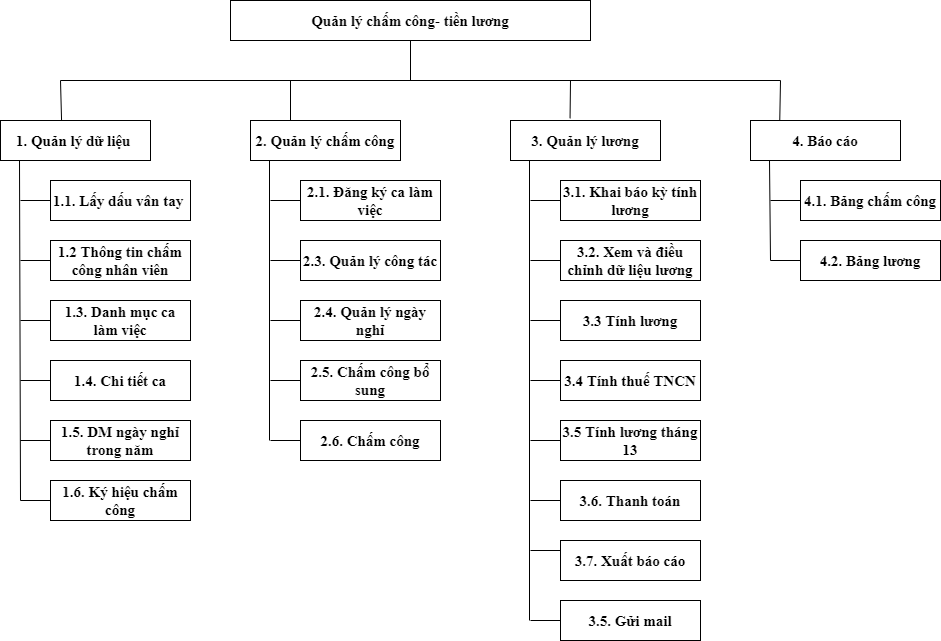 Quản lý chấm công- tiền lương
1. Quản lý dữ liệu
1.1. Lấy dấu vân tay
1.2 Thông tin chấm
công nhân viên
1.3. Danh mục ca
làm việc
1.4. Chi tiết ca
1.5. DM ngày nghỉ
trong năm
1.6. Ký hiệu chấm
công
2. Quản lý chấm công
2.1. Đăng ký ca làm
việc
2.3. Quản lý công tác
2.4. Quản lý ngày
nghỉ
2.5. Chấm công bổ
sung
2.6. Chấm công
3. Quản lý lương
3.1. Khai báo kỳ tính
lương
3.2. Xem và điều
chỉnh dữ liệu lương
3.3 Tính lương
3.4 Tính thuế TNCN
3.5 Tính lương tháng
13
3.6. Thanh toán
3.7. Xuất báo cáo
3.5. Gửi mail
4. Báo cáo
4.1. Bảng chấm công
4.2. Bảng lương